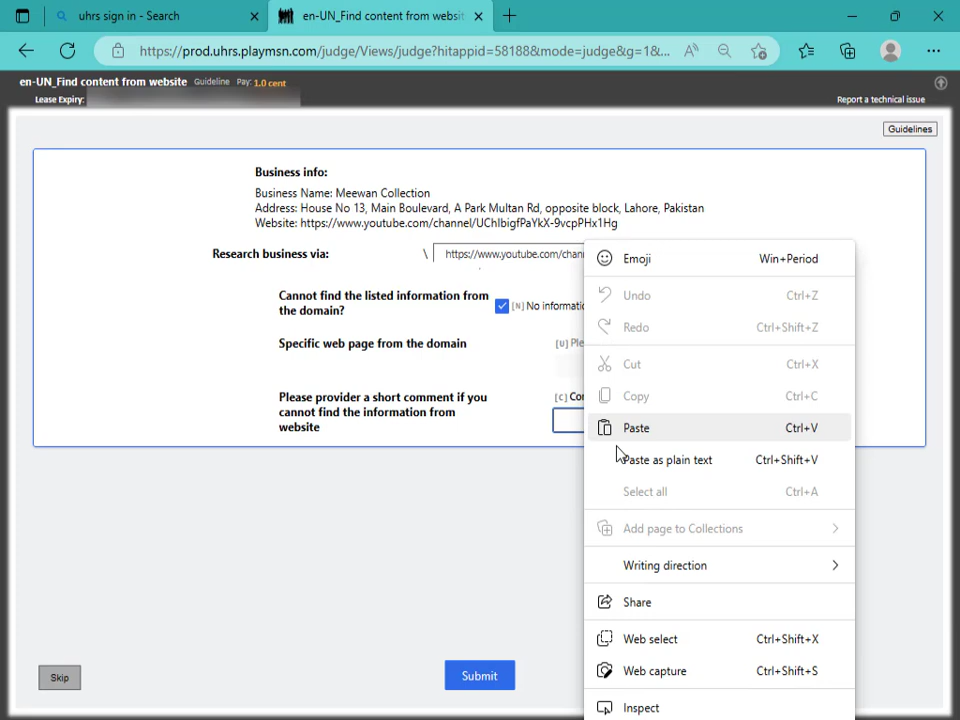 uhrs sign in - Search
en-UN_Find content from websit
https://prod.uhrs.playmsn.com/judge/Views/judge?hitappid=58188&mode=judge&g=1&...
en-UN_Find content from website Guideline Pay: 1.0 cent
Lease Expiry:
Report a technical issue
Guidelines
Business info:
Business Name: Meewan Collection
Address: House No 13, Main Boulevard, A Park Multan Rd, opposite block, Lahore, Pakistan
Website: https://www.youtube.com/channel/UChIbigfPaYkX-9vcpPHx1Hg
Research business via: \ https://www.youtube.com/chan
Cannot find the listed information from
the domain?
[N] No informatio
Specific web page from the domain
[U] Ple
Please provider a short comment if you
cannot find the information from
website
[C] Co
Emoji Win+Period
Undo Ctrl+Z
Redo Ctrl+Shift+Z
Cut Ctrl+X
Copy Ctrl+C
Paste Ctrl+V
Paste as plain text Ctrl+Shift+V
Select all Ctrl+A
Add page to Collections
Writing direction
Share
Web select Ctrl+Shift+X
Web capture Ctrl+Shift+S
Inspect
Skip
Submit